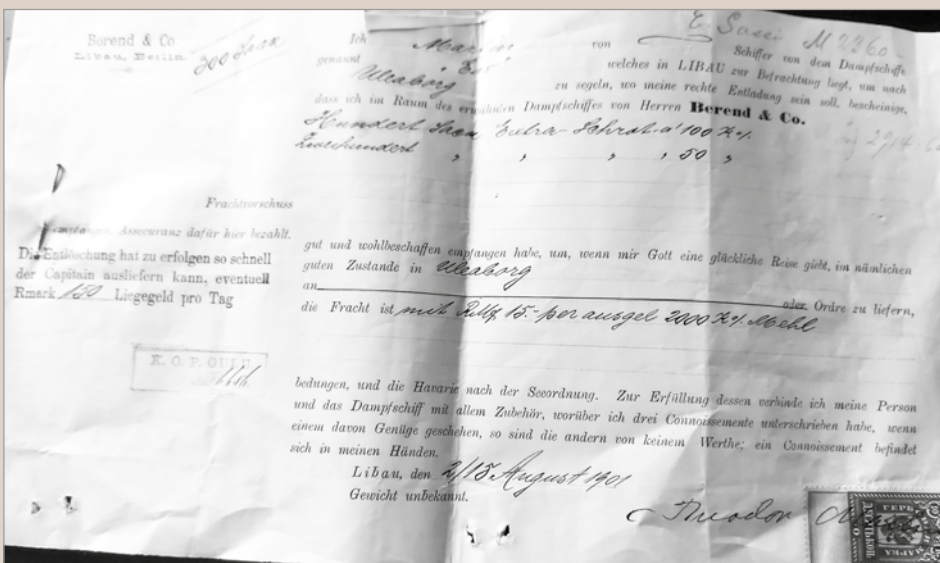 Borend & Co
Libau, Berlin.
Ich von
genannt Schiffer von dem Dampfschiffe
Uleaborg welches in LIBAU zur Befrachtung liegt, um nach
zu segeln, wo meine rechte Entladung sein soll, bescheinige,
dass ich im Raum des erwähnten Dampfschiffes von Herren Berend & Co.
Hundert Extra-Schrot a' 100
Zweihundert " " " " 50 "
Frachtvorschuss
empfangen, Assecuranz dafür hier bezahlt.
Die Entlöschung hat zu erfolgen so schnell
der Capitain ausliefern kann, eventuell
Rmark 150 Liegegeld pro Tag
K. O. P. OULU
gut und wohlbeschaffen empfangen habe, um, wenn mir Gott eine glückliche Reise giebt, im nämlichen
guten Zustande in Uleaborg
an oder Ordre zu liefern,
die Fracht ist mit RMk 15.- per ausgel 2000 K% Mehl
bedungen, und die Havarie nach der Seeordnung. Zur Erfüllung dessen verbinde ich meine Person
und das Dampfschiff mit allem Zubehör, worüber ich drei Connoissemente unterschrieben habe, wenn
einem davon Genüge geschehen, so sind die andern von keinem Werthe; ein Connoissement befindet
sich in meinen Händen.
Libau, den 2/15 August 1901
Gewicht unbekannt.
Theodor